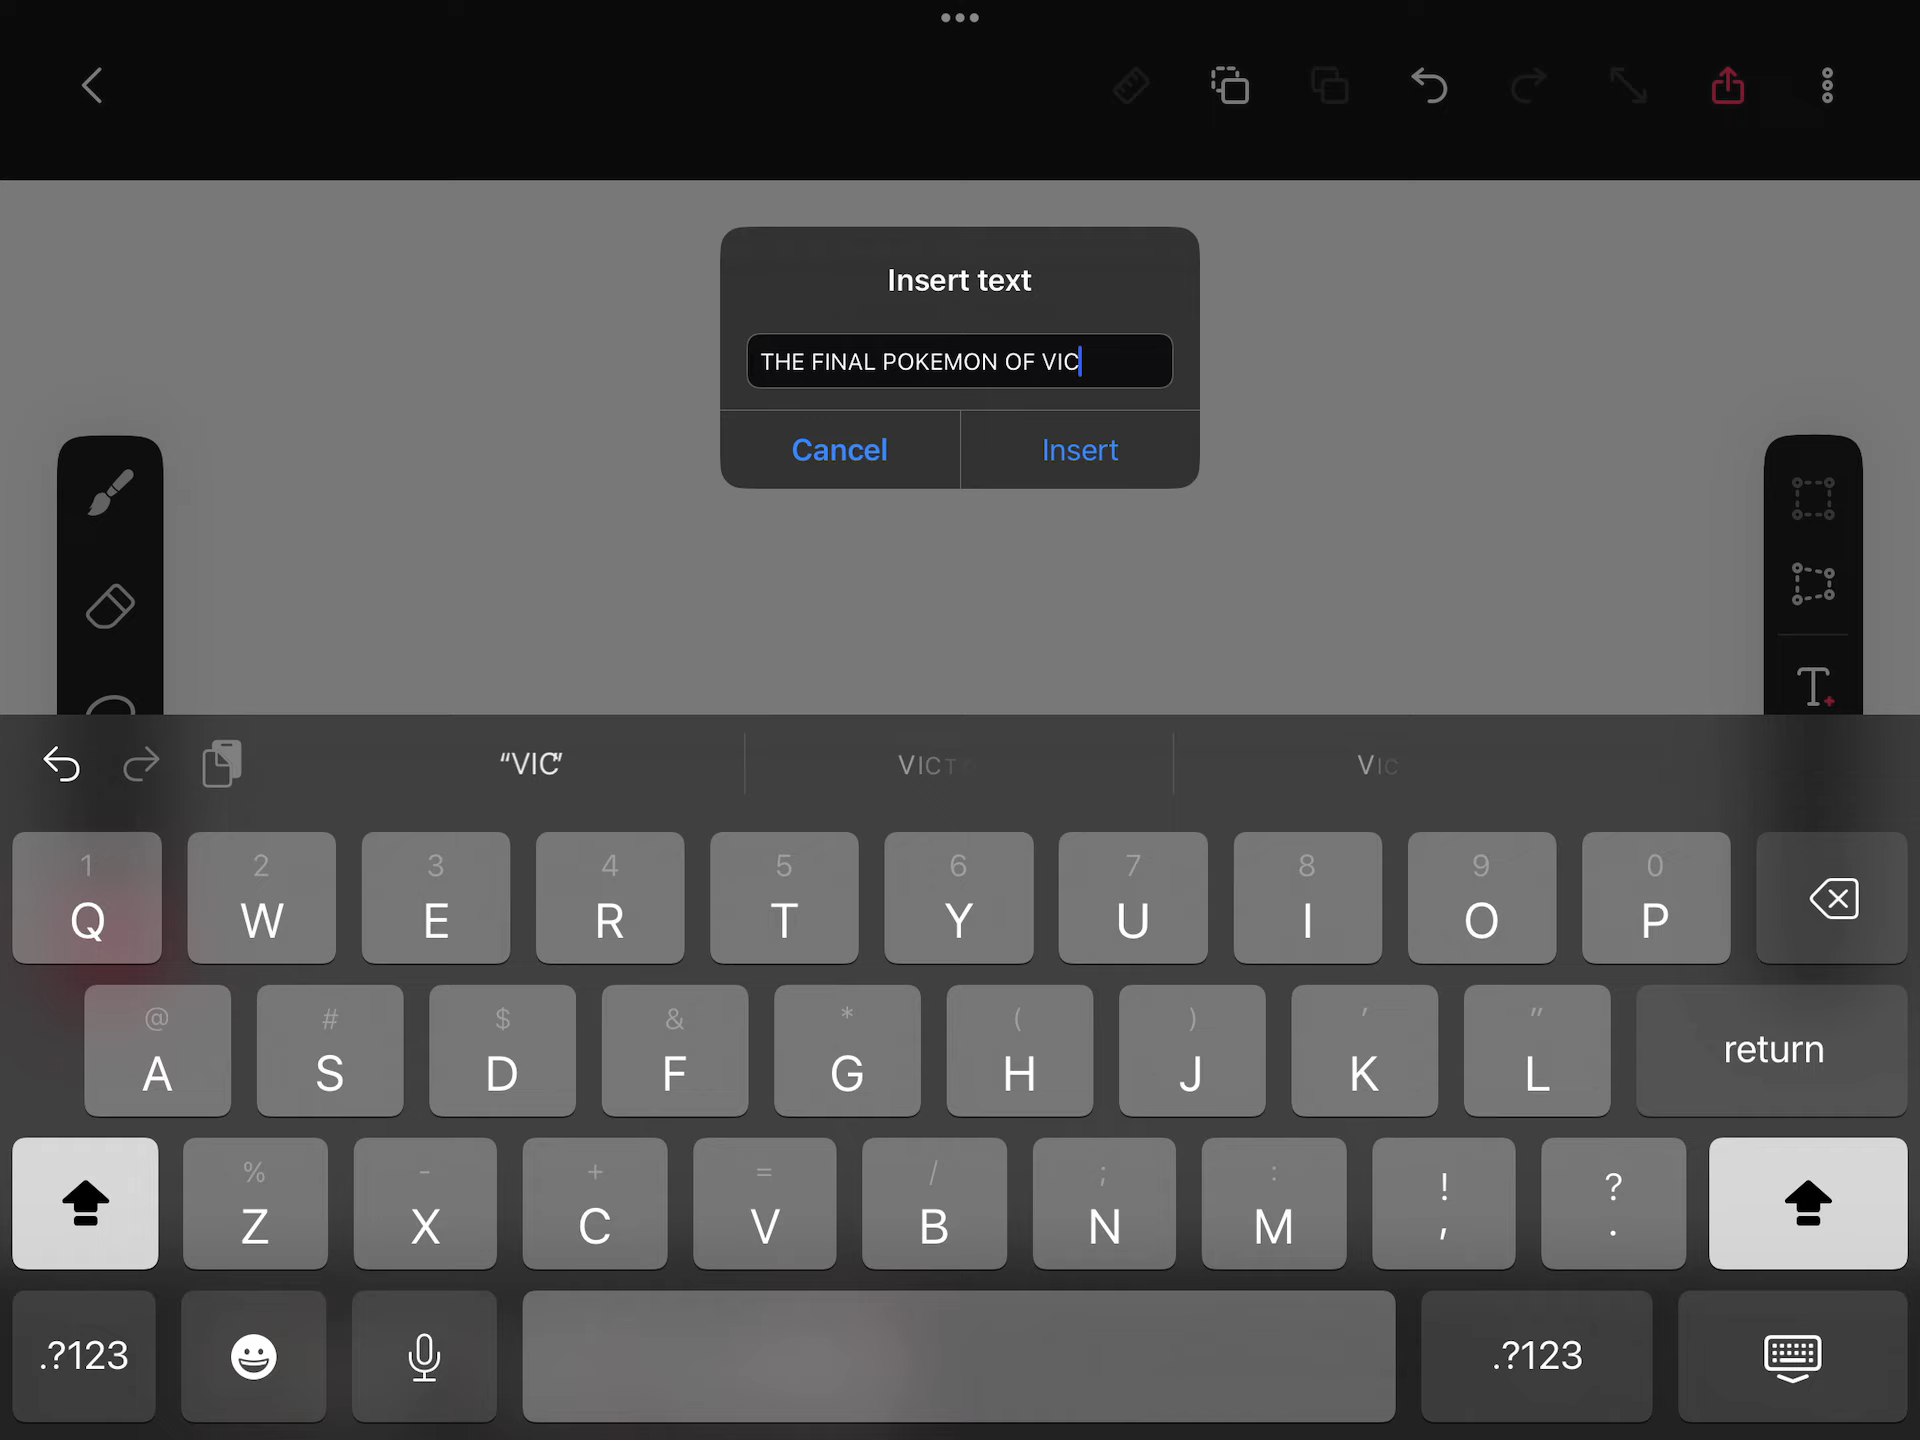 Insert text
THE FINAL POKEMON OF VIC
Cancel Insert
“VIC” VICT VIC
1 2 3 4 5 6 7 8 9 0
Q W E R T Y U I O P
@ # $ & * ( ) ' "
A S D F G H J K L return
% - + = / ; : ! ?
Z X C V B N M , .
.?123 .?123